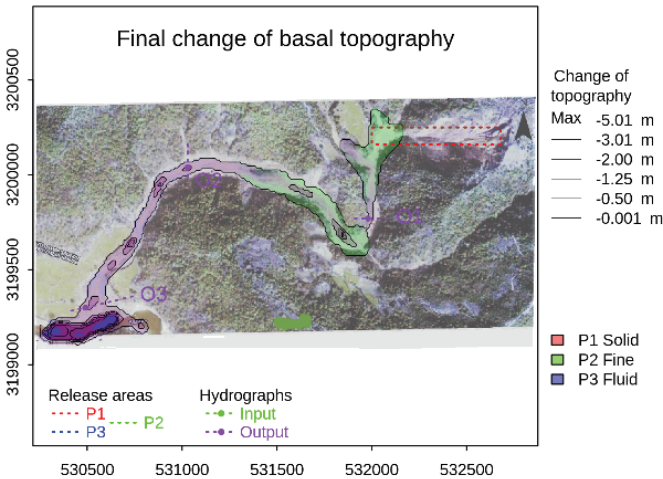 Final change of basal topography
3200500
3200000
3199500
3199000
O2
O1
O3
Release areas
P1
P3
P2
Hydrographs
Input
Output
530500
531000
531500
532000
532500
Change of
topography
Max -5.01 m
-3.01 m
-2.00 m
-1.25 m
-0.50 m
-0.001 m
P1 Solid
P2 Fine
P3 Fluid